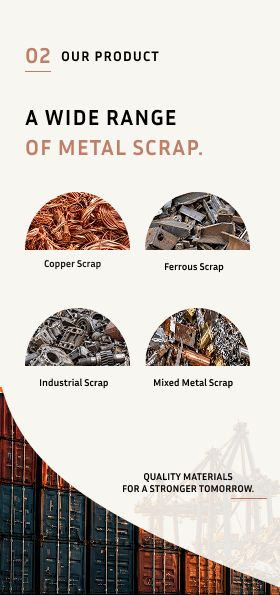 02 OUR PRODUCT
A WIDE RANGE
OF METAL SCRAP.
Copper Scrap
Ferrous Scrap
Industrial Scrap
Mixed Metal Scrap
QUALITY MATERIALS
FOR A STRONGER TOMORROW.